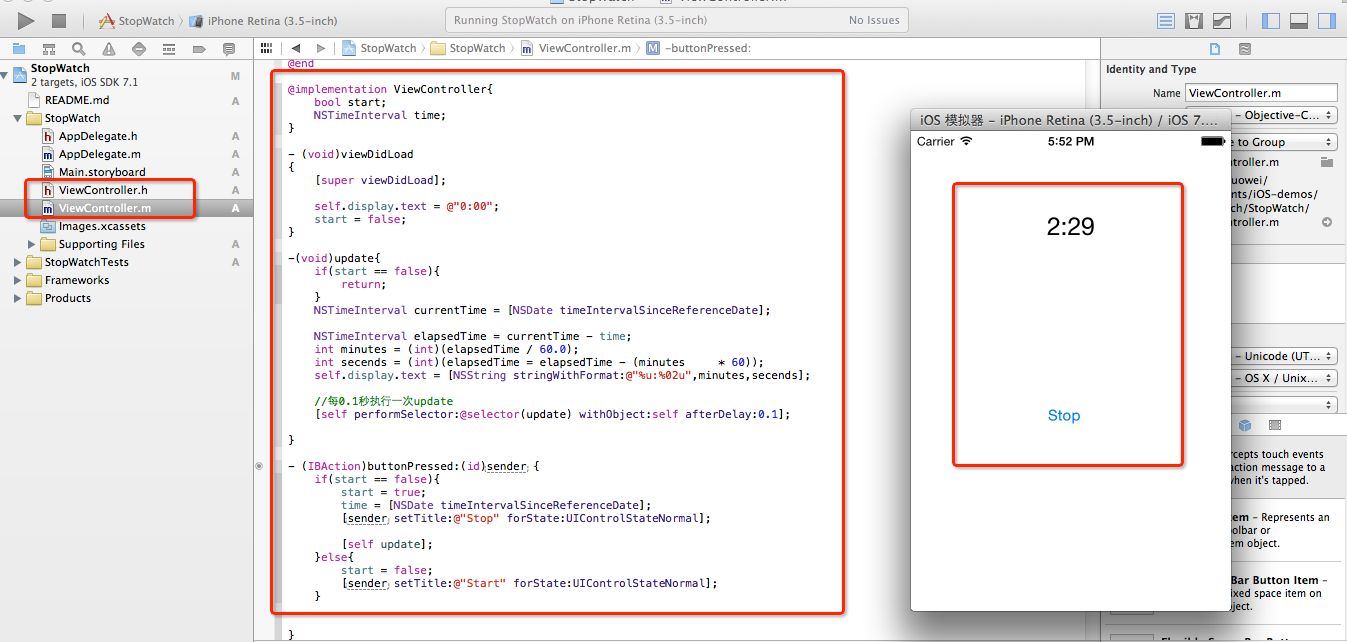 StopWatch
iPhone Retina (3.5-inch)
Running StopWatch on iPhone Retina (3.5-inch)
No Issues
StopWatch
2 targets, iOS SDK 7.1
M
README.md
A
StopWatch
AppDelegate.h
A
AppDelegate.m
A
Main.storyboard
A
ViewController.h
A
ViewController.m
A
Images.xcassets
Supporting Files
A
StopWatchTests
A
Frameworks
Products
StopWatch
StopWatch
ViewController.m
M
-buttonPressed:
@end
@implementation ViewController{
bool start;
NSTimeInterval time;
}
- (void)viewDidLoad
{
[super viewDidLoad];
self.display.text = @"0:00";
start = false;
}
-(void)update{
if(start == false){
return;
}
NSTimeInterval currentTime = [NSDate timeIntervalSinceReferenceDate];
NSTimeInterval elapsedTime = currentTime - time;
int minutes = (int)(elapsedTime / 60.0);
int secends = (int)(elapsedTime = elapsedTime - (minutes     * 60));
self.display.text = [NSString stringWithFormat:@"%u:%02u",minutes,secends];
//每0.1秒执行一次update
[self performSelector:@selector(update) withObject:self afterDelay:0.1];
}
- (IBAction)buttonPressed:(id)sender {
if(start == false){
start = true;
time = [NSDate timeIntervalSinceReferenceDate];
[sender setTitle:@"Stop" forState:UIControlStateNormal];
[self update];
}else{
start = false;
[sender setTitle:@"Start" forState:UIControlStateNormal];
}
}
iOS 模拟器 – iPhone Retina (3.5-inch) / iOS 7....
Carrier
5:52 PM
2:29
Stop
Identity and Type
Name
ViewController.m
- Objective-C...
e to Group
troller.m
uowei/
nts/iOS-demos/
ch/StopWatch/
ntroller.m
– Unicode (UT...
– OS X / Unix...
rcepts touch events
action message to a
when it's tapped.
tem – Represents an
olbar or
em object.
Bar Button Item –
ixed space item on
bject.